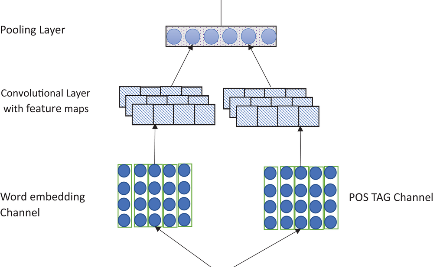 Pooling Layer
Convolutional Layer
with feature maps
Word embedding
Channel
POS TAG Channel